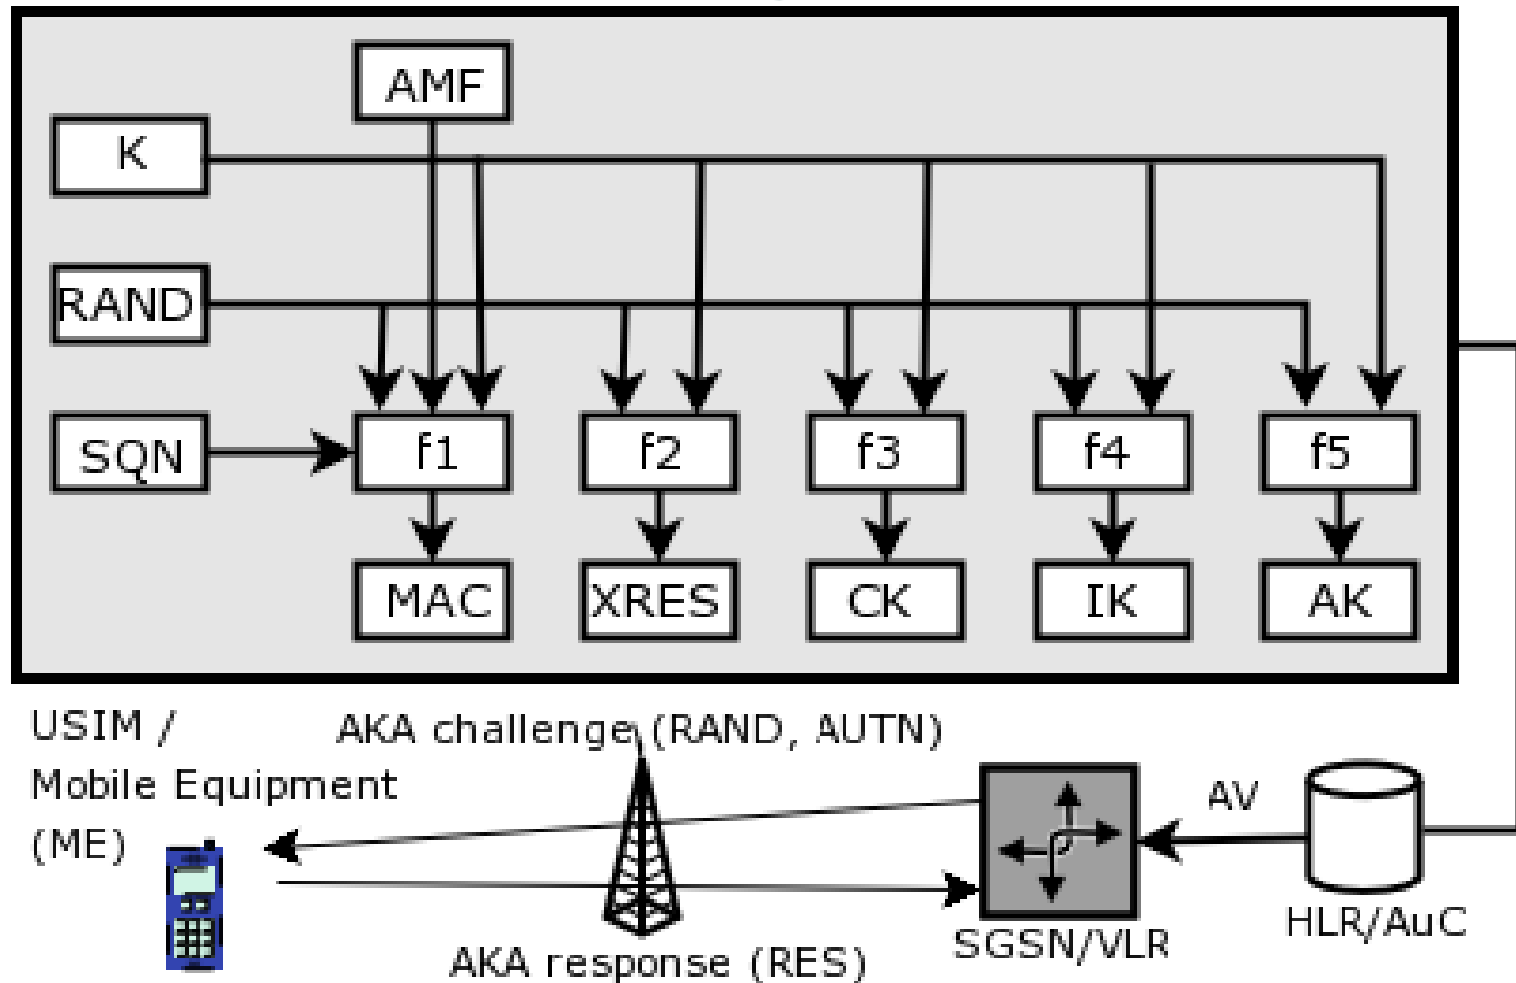 AMF
K
RAND
SQN
f1
f2
f3
f4
f5
MAC
XRES
CK
IK
AK
USIM /
Mobile Equipment
(ME)
AKA challenge (RAND, AUTN)
AV
AKA response (RES)
SGSN/VLR
HLR/AuC